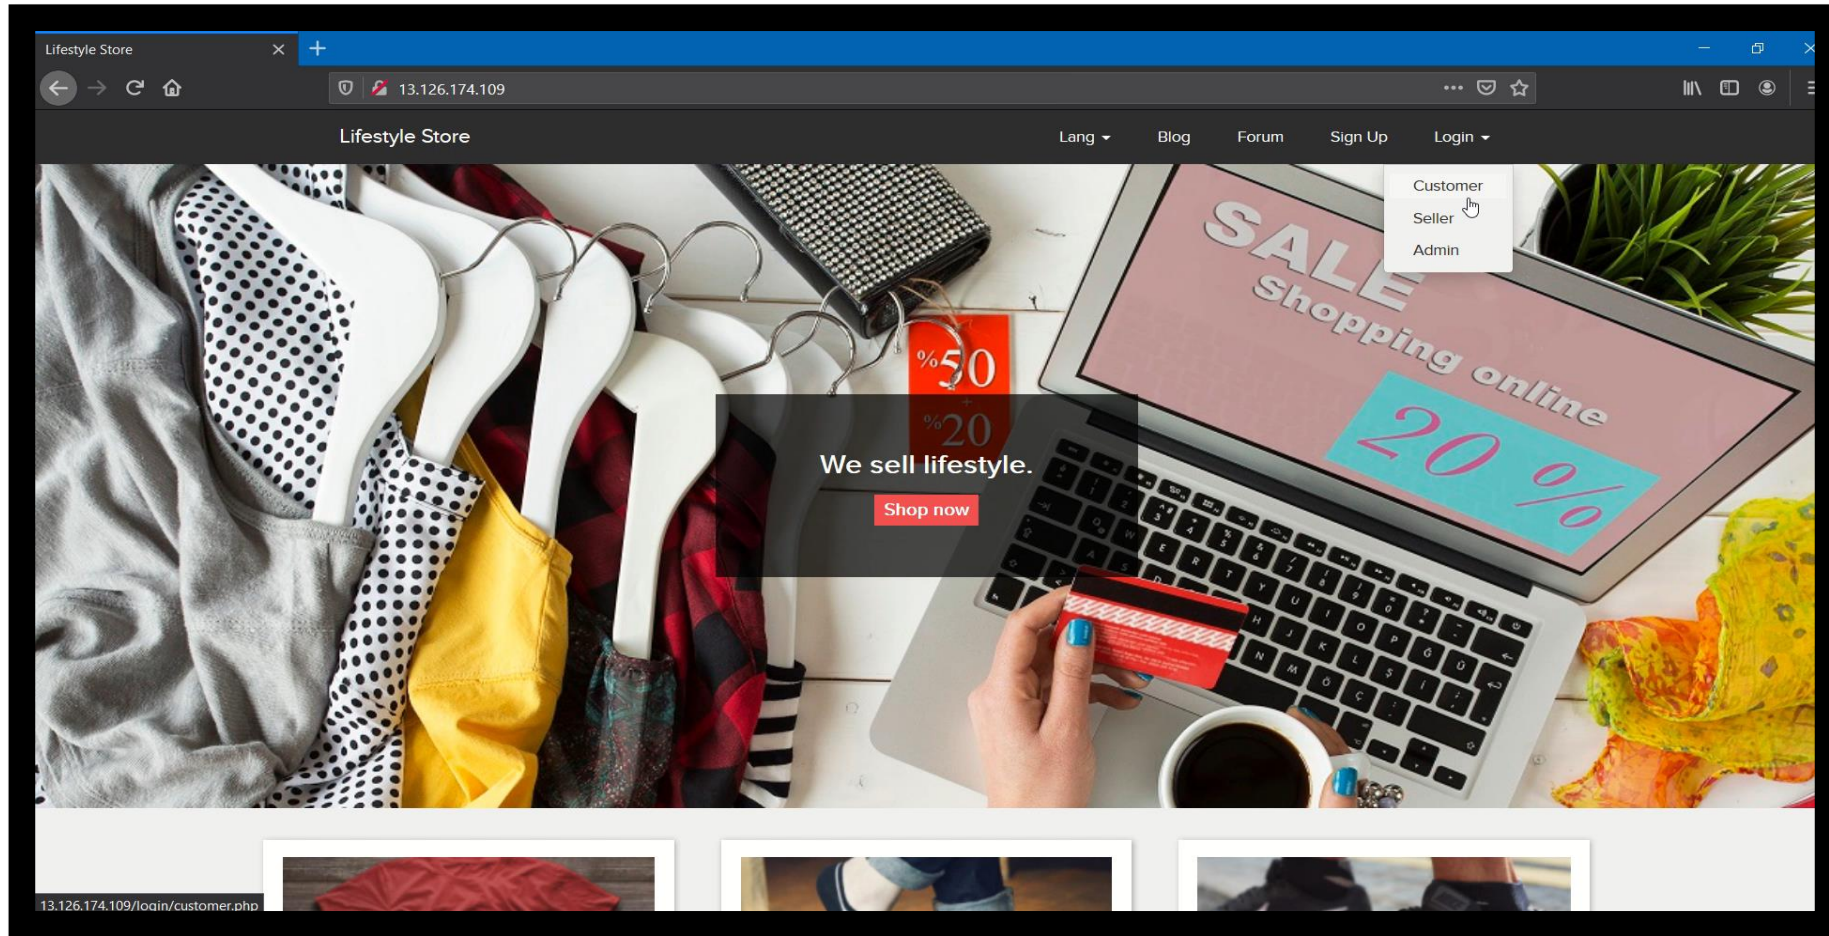 Lifestyle Store
13.126.174.109
Lifestyle Store
Lang
Blog
Forum
Sign Up
Login
Customer
Seller
Admin
SALE
Shopping online
20 %
%50
+
%20
We sell lifestyle.
Shop now
13.126.174.109/login/customer.php